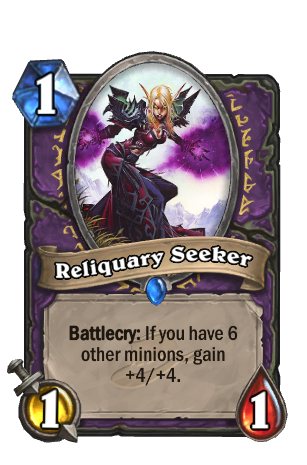 1
Reliquary Seeker
Battlecry: If you have 6
other minions, gain
+4/+4.
1
1